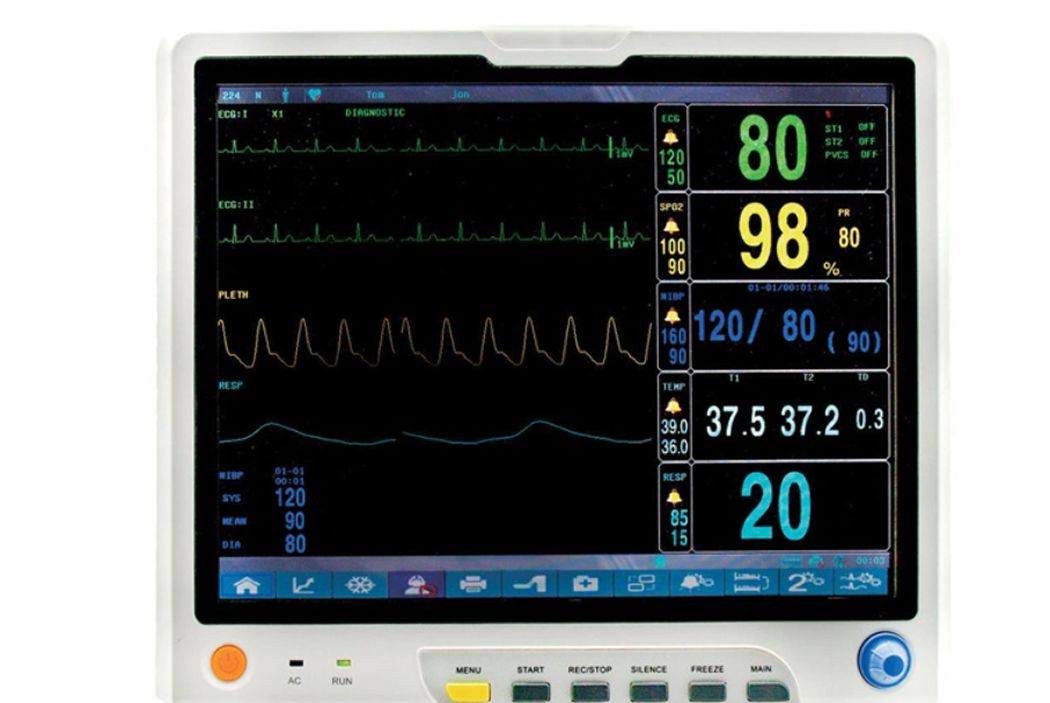 224 N Tom Jon
ECG:I X1 DIAGNOSTIC
1mV
ECG:II
1mV
PLETH
RESP
NIBP 01-01
00:01
SYS 120
MEAN 90
DIA 80
ECG
120
50
80
ST1 OFF
ST2 OFF
PVCS OFF
SPO2
100
90
98
%
PR
80
NIBP
160
90
01-01/00:01:46
120/ 80
( 90)
TEMP
39.0
36.0
T1 T2 TD
37.5 37.2 0.3
RESP
85
15
20
00:03
2
AC RUN
MENU START REC/STOP SILENCE FREEZE MAIN